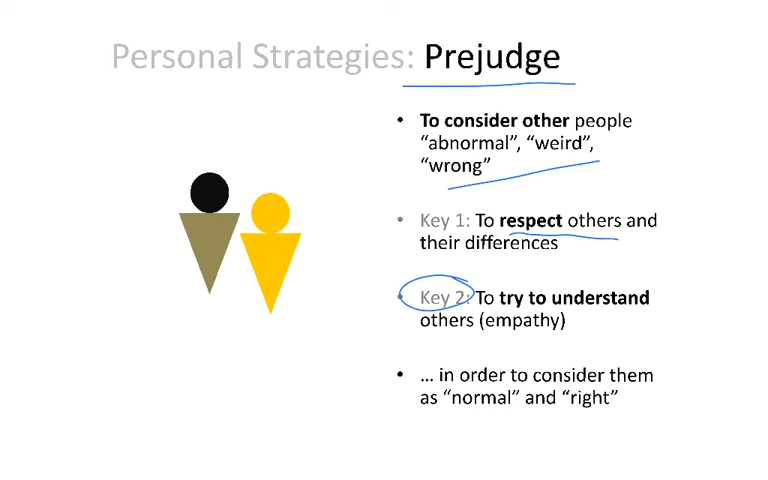 Personal Strategies: Prejudge
• To consider other people
“abnormal”, “weird”,
“wrong”
• Key 1: To respect others and
their differences
• Key 2: To try to understand
others (empathy)
• … in order to consider them
as “normal” and “right”